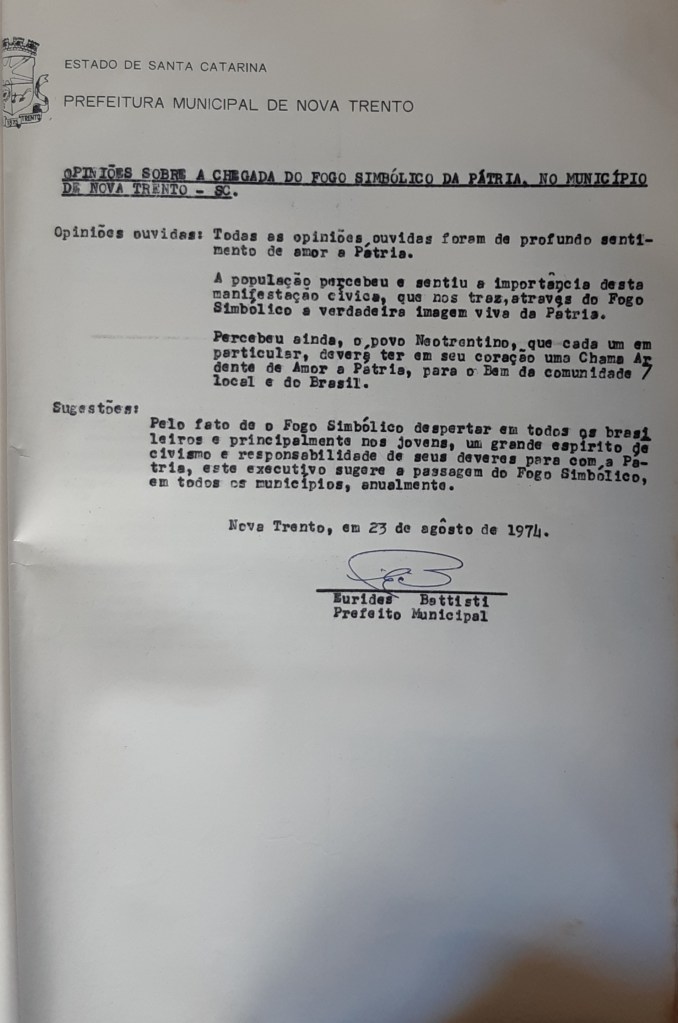 ESTADO DE SANTA CATARINA
PREFEITURA MUNICIPAL DE NOVA TRENTO
TRENTO
OPINIÕES SOBRE A CHEGADA DO FOGO SIMBÓLICO DA PÁTRIA, NO MUNICÍPIO
DE NOVA TRENTO - SC.
Opiniões ouvidas: Todas as opiniões ouvidas foram de profundo senti-
mento de amor a Pátria.
A população percebeu e sentiu a importância desta
manifestação cívica, que nos traz, através do Fogo
Simbólico a verdadeira imagem viva da Pátria.
Percebeu ainda, o povo Neotrentino, que cada um em
particular, deverá ter em seu coração uma Chama Ar
dente de Amor a Pátria, para o Bem da comunidade 7
local e do Brasil.
Sugestões:
Pelo fato de o Fogo Simbólico despertar em todos os brasi
leiros e principalmente nos jovens, um grande espírito de
civismo e responsabilidade de seus deveres para com a Pá-
tria, este executivo sugere a passagem do Fogo Simbólico,
em todos os municípios, anualmente.
Nova Trento, em 23 de agôsto de 1974.
Eurides Battisti
Prefeito Municipal